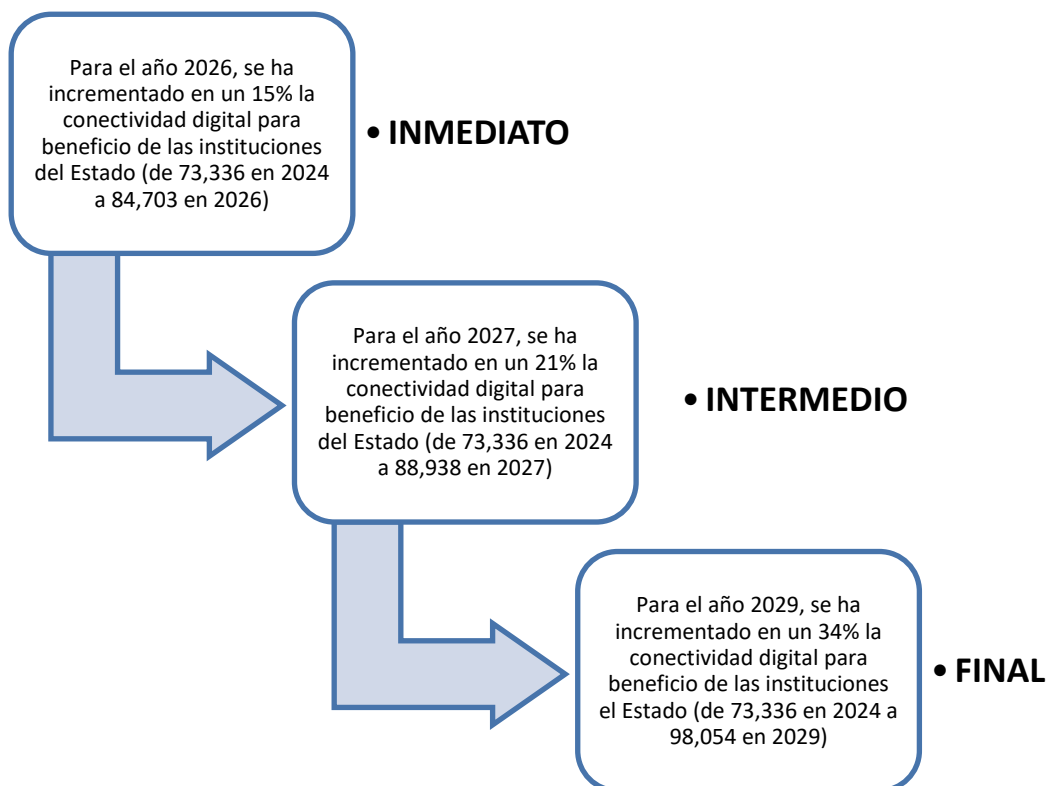 Para el año 2026, se ha
incrementado en un 15% la
conectividad digital para
beneficio de las instituciones
del Estado (de 73,336 en 2024
a 84,703 en 2026)
• INMEDIATO
Para el año 2027, se ha
incrementado en un 21% la
conectividad digital para
beneficio de las instituciones
del Estado (de 73,336 en 2024
a 88,938 en 2027)
• INTERMEDIO
Para el año 2029, se ha
incrementado en un 34% la
conectividad digital para
beneficio de las instituciones
el Estado (de 73,336 en 2024 a
98,054 en 2029)
• FINAL